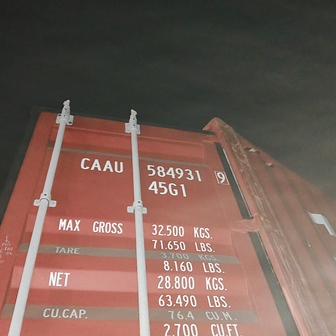 CAAU 584931 9
45G1
MAX GROSS 32.500 KGS.
71.650 LBS.
TARE 3.700 KGS.
8.160 LBS.
NET 28.800 KGS.
63.490 LBS.
CU.CAP. 76.4 CU.M.
2.700 CU.FT.